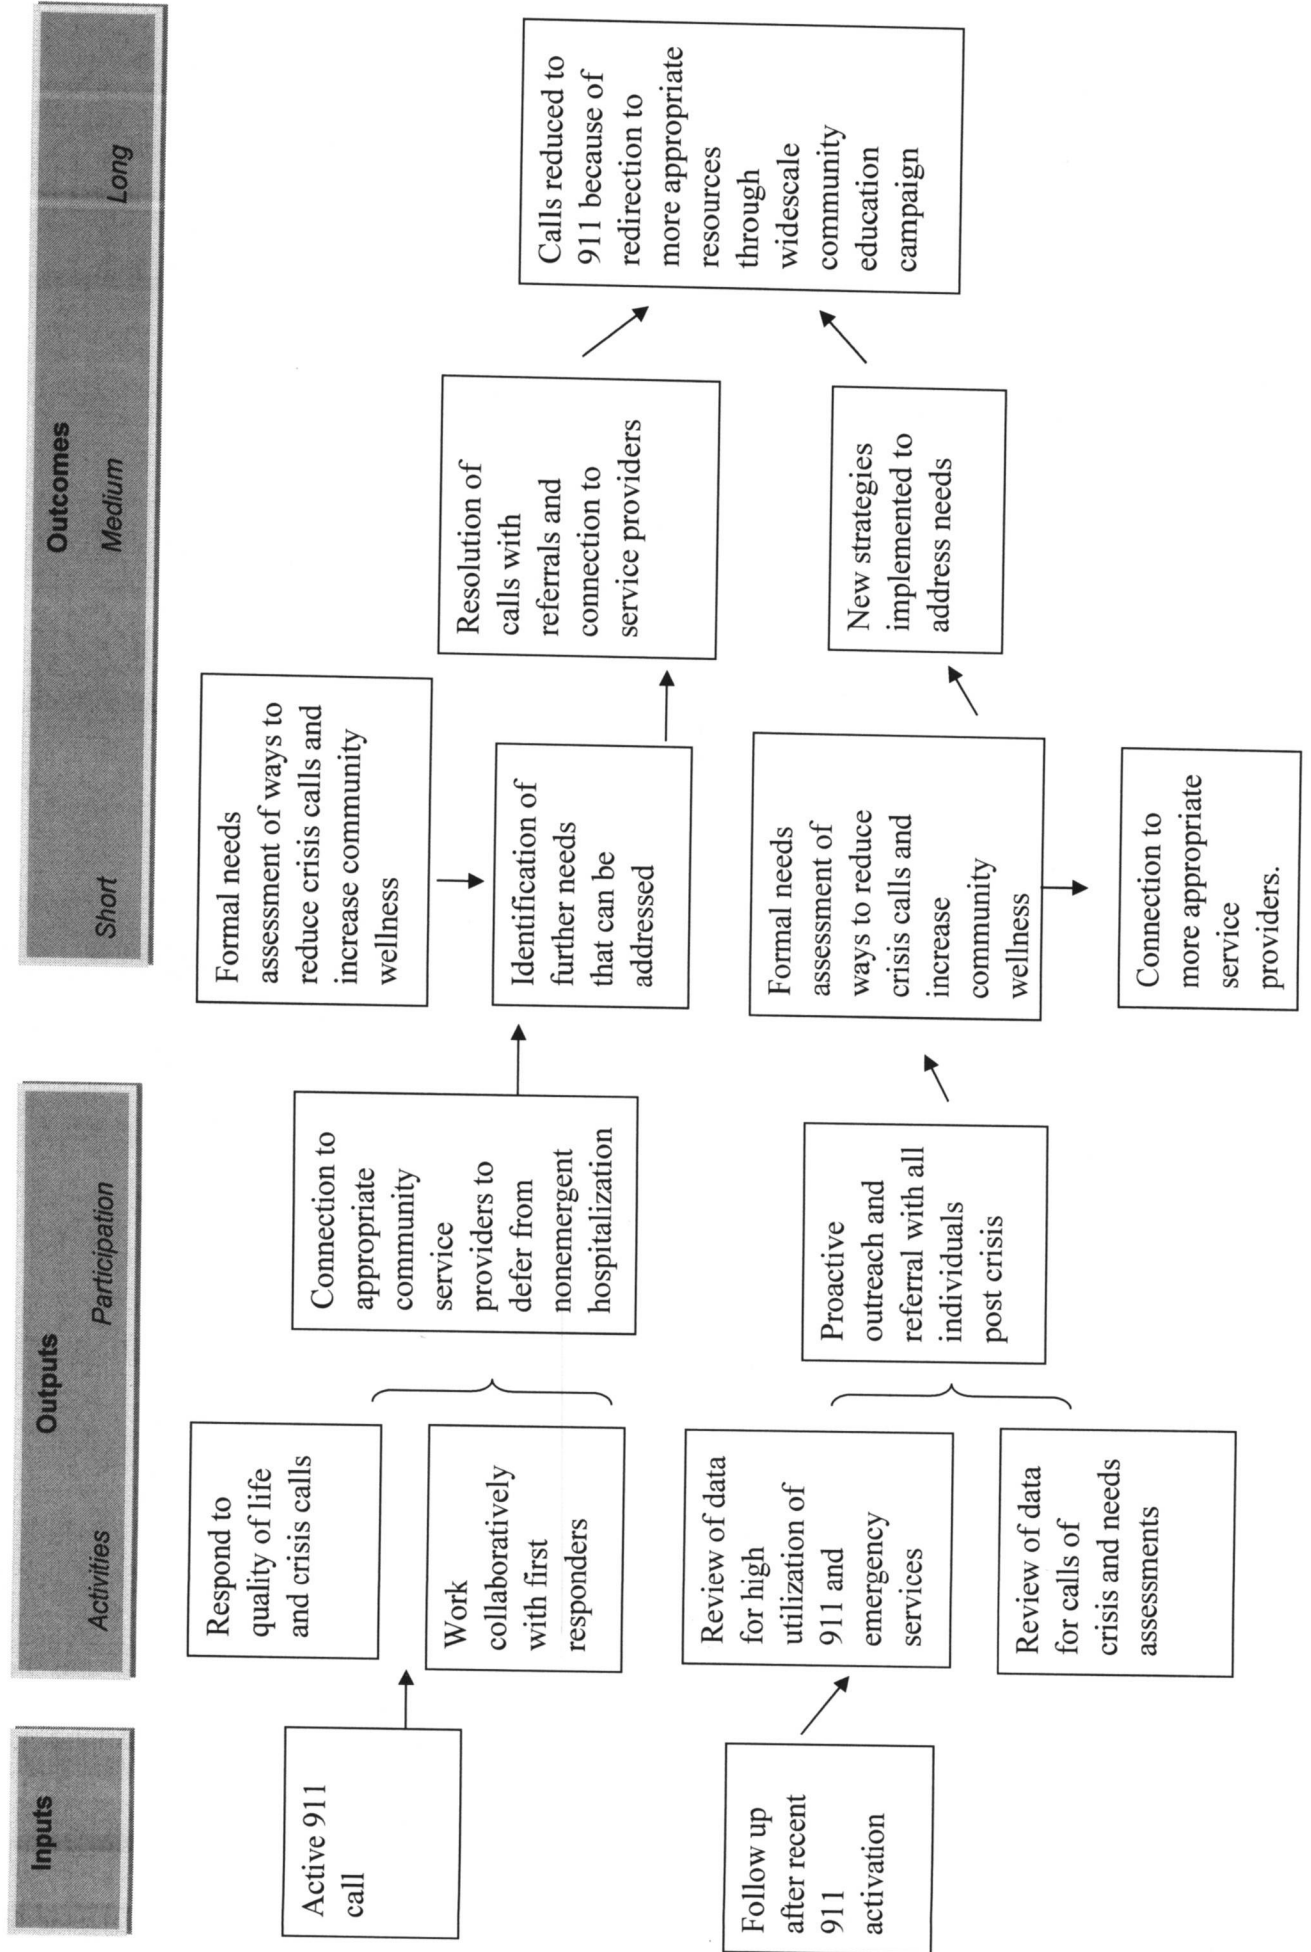 Inputs
Outputs
Activities Participation
Outcomes
Short Medium Long
Active 911
call
Follow up
after recent
911
activation
Respond to
quality of life
and crisis calls
Work
collaboratively
with first
responders
Review of data
for high
utilization of
911 and
emergency
services
Review of data
for calls of
crisis and needs
assessments
Connection to
appropriate
community
service
providers to
defer from
nonemergent
hospitalization
Proactive
outreach and
referral with all
individuals
post crisis
Formal needs
assessment of ways to
reduce crisis calls and
increase community
wellness
Identification of
further needs
that can be
addressed
Formal needs
assessment of
ways to reduce
crisis calls and
increase
community
wellness
Connection to
more appropriate
service
providers.
Resolution of
calls with
referrals and
connection to
service providers
New strategies
implemented to
address needs
Calls reduced to
911 because of
redirection to
more appropriate
resources
through
widescale
community
education
campaign